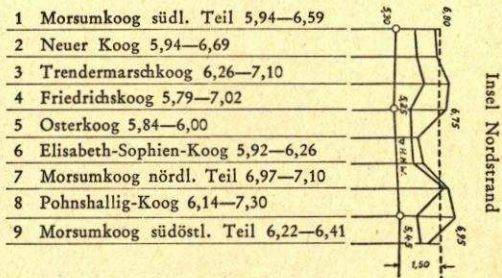 1 Morsumkoog südl. Teil 5,94—6,59
2 Neuer Koog 5,94—6,69
3 Trendermarschkoog 6,26—7,10
4 Friedrichskoog 5,79—7,02
5 Osterkoog 5,84—6,00
6 Elisabeth-Sophien-Koog 5,92—6,26
7 Morsumkoog nördl. Teil 6,97—7,10
8 Pohnshallig-Koog 6,14—7,30
9 Morsumkoog südöstl. Teil 6,22—6,41
5,30
6,80
5,25
6,75
M.H.W.
5,45
6,95
1,50
Insel Nordstrand